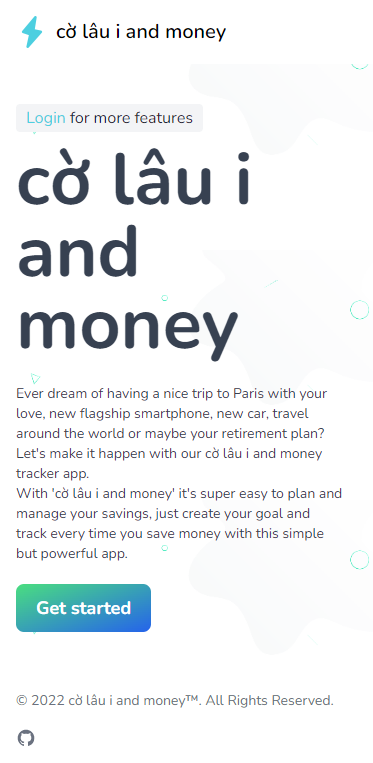 cờ lâu i and money
Login for more features
cờ lâu i
and
money
Ever dream of having a nice trip to Paris with your
love, new flagship smartphone, new car, travel
around the world or maybe your retirement plan?
Let's make it happen with our cờ lâu i and money
tracker app.
With 'cờ lâu i and money' it's super easy to plan and
manage your savings, just create your goal and
track every time you save money with this simple
but powerful app.
Get started
© 2022 cờ lâu i and money™. All Rights Reserved.